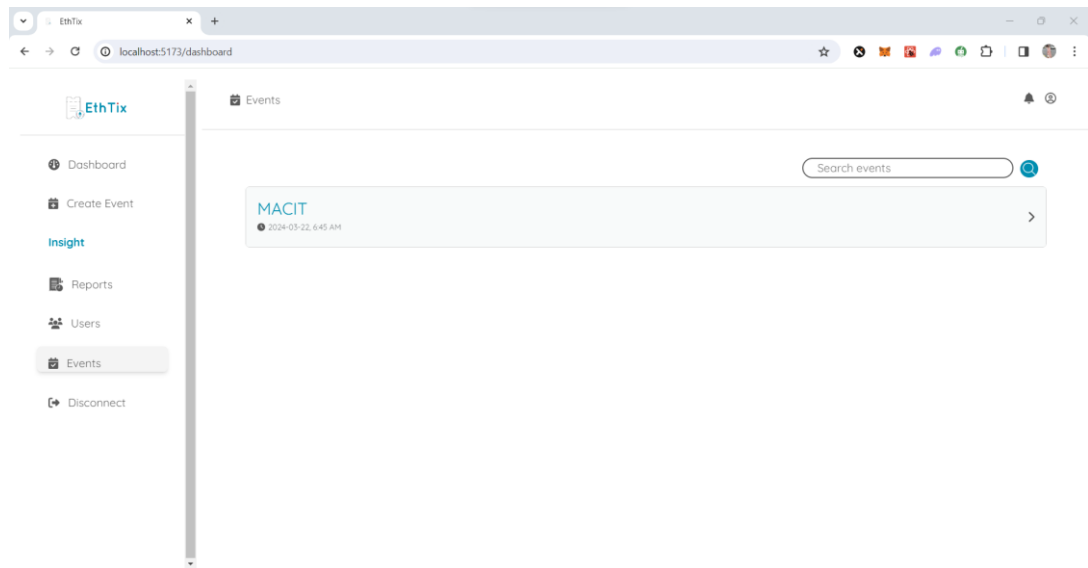 EthTix
localhost:5173/dashboard
EthTix
Events
Dashboard
Search events
Create Event
MACIT
2024-03-22, 6:45 AM
Insight
Reports
Users
Events
Disconnect